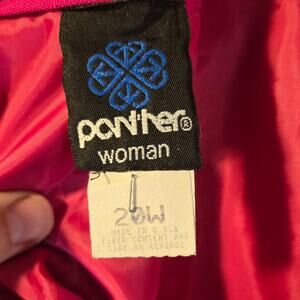 panther®
woman
20W
MADE IN U.S.A
FIBER CONTENT AND
CARE ON REVERSE